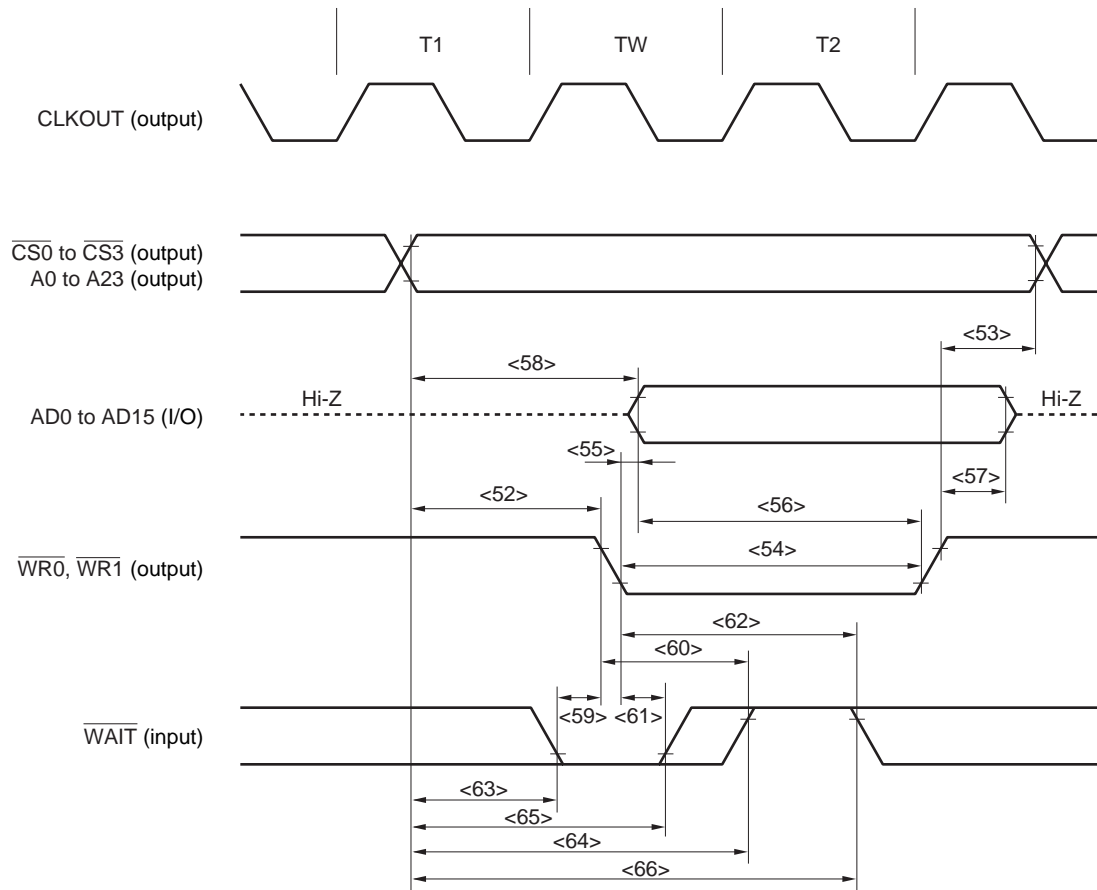 T1 TW T2
CLKOUT (output)
CS0 to CS3 (output)
A0 to A23 (output)
<53>
<58>
Hi-Z Hi-Z
AD0 to AD15 (I/O)
<55>
<57>
<52>
<56>
<54>
WR0, WR1 (output)
<62>
<60>
<59> <61>
WAIT (input)
<63>
<65>
<64>
<66>